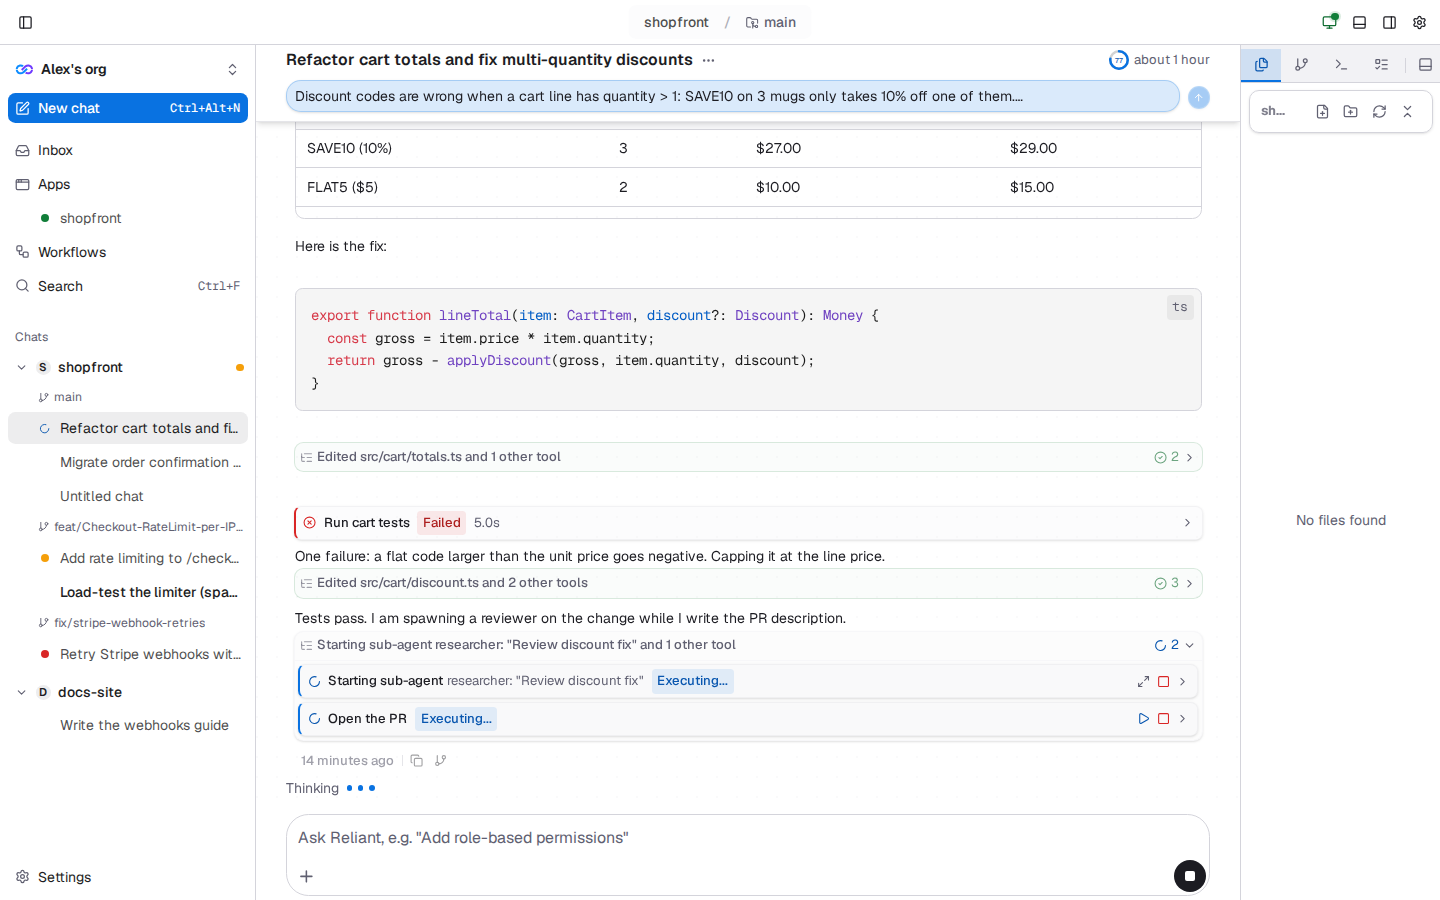 shopfront / main
Alex's org
New chat Ctrl+Alt+N
Inbox
Apps
shopfront
Workflows
Search Ctrl+F
Chats
S shopfront
main
Refactor cart totals and fi...
Migrate order confirmation ...
Untitled chat
feat/Checkout-RateLimit-per-IP...
Add rate limiting to /check...
Load-test the limiter (spa...
fix/stripe-webhook-retries
Retry Stripe webhooks wit...
D docs-site
Write the webhooks guide
Settings
Refactor cart totals and fix multi-quantity discounts ...
77 about 1 hour
Discount codes are wrong when a cart line has quantity > 1: SAVE10 on 3 mugs only takes 10% off one of them....
SAVE10 (10%) 3 $27.00 $29.00
FLAT5 ($5) 2 $10.00 $15.00
Here is the fix:
ts
export function lineTotal(item: CartItem, discount?: Discount): Money {
const gross = item.price * item.quantity;
return gross - applyDiscount(gross, item.quantity, discount);
}
Edited src/cart/totals.ts and 1 other tool 2
Run cart tests Failed 5.0s
One failure: a flat code larger than the unit price goes negative. Capping it at the line price.
Edited src/cart/discount.ts and 2 other tools 3
Tests pass. I am spawning a reviewer on the change while I write the PR description.
Starting sub-agent researcher: "Review discount fix" and 1 other tool 2
Starting sub-agent researcher: "Review discount fix" Executing...
Open the PR Executing...
14 minutes ago
Thinking
Ask Reliant, e.g. "Add role-based permissions"
sh...
No files found